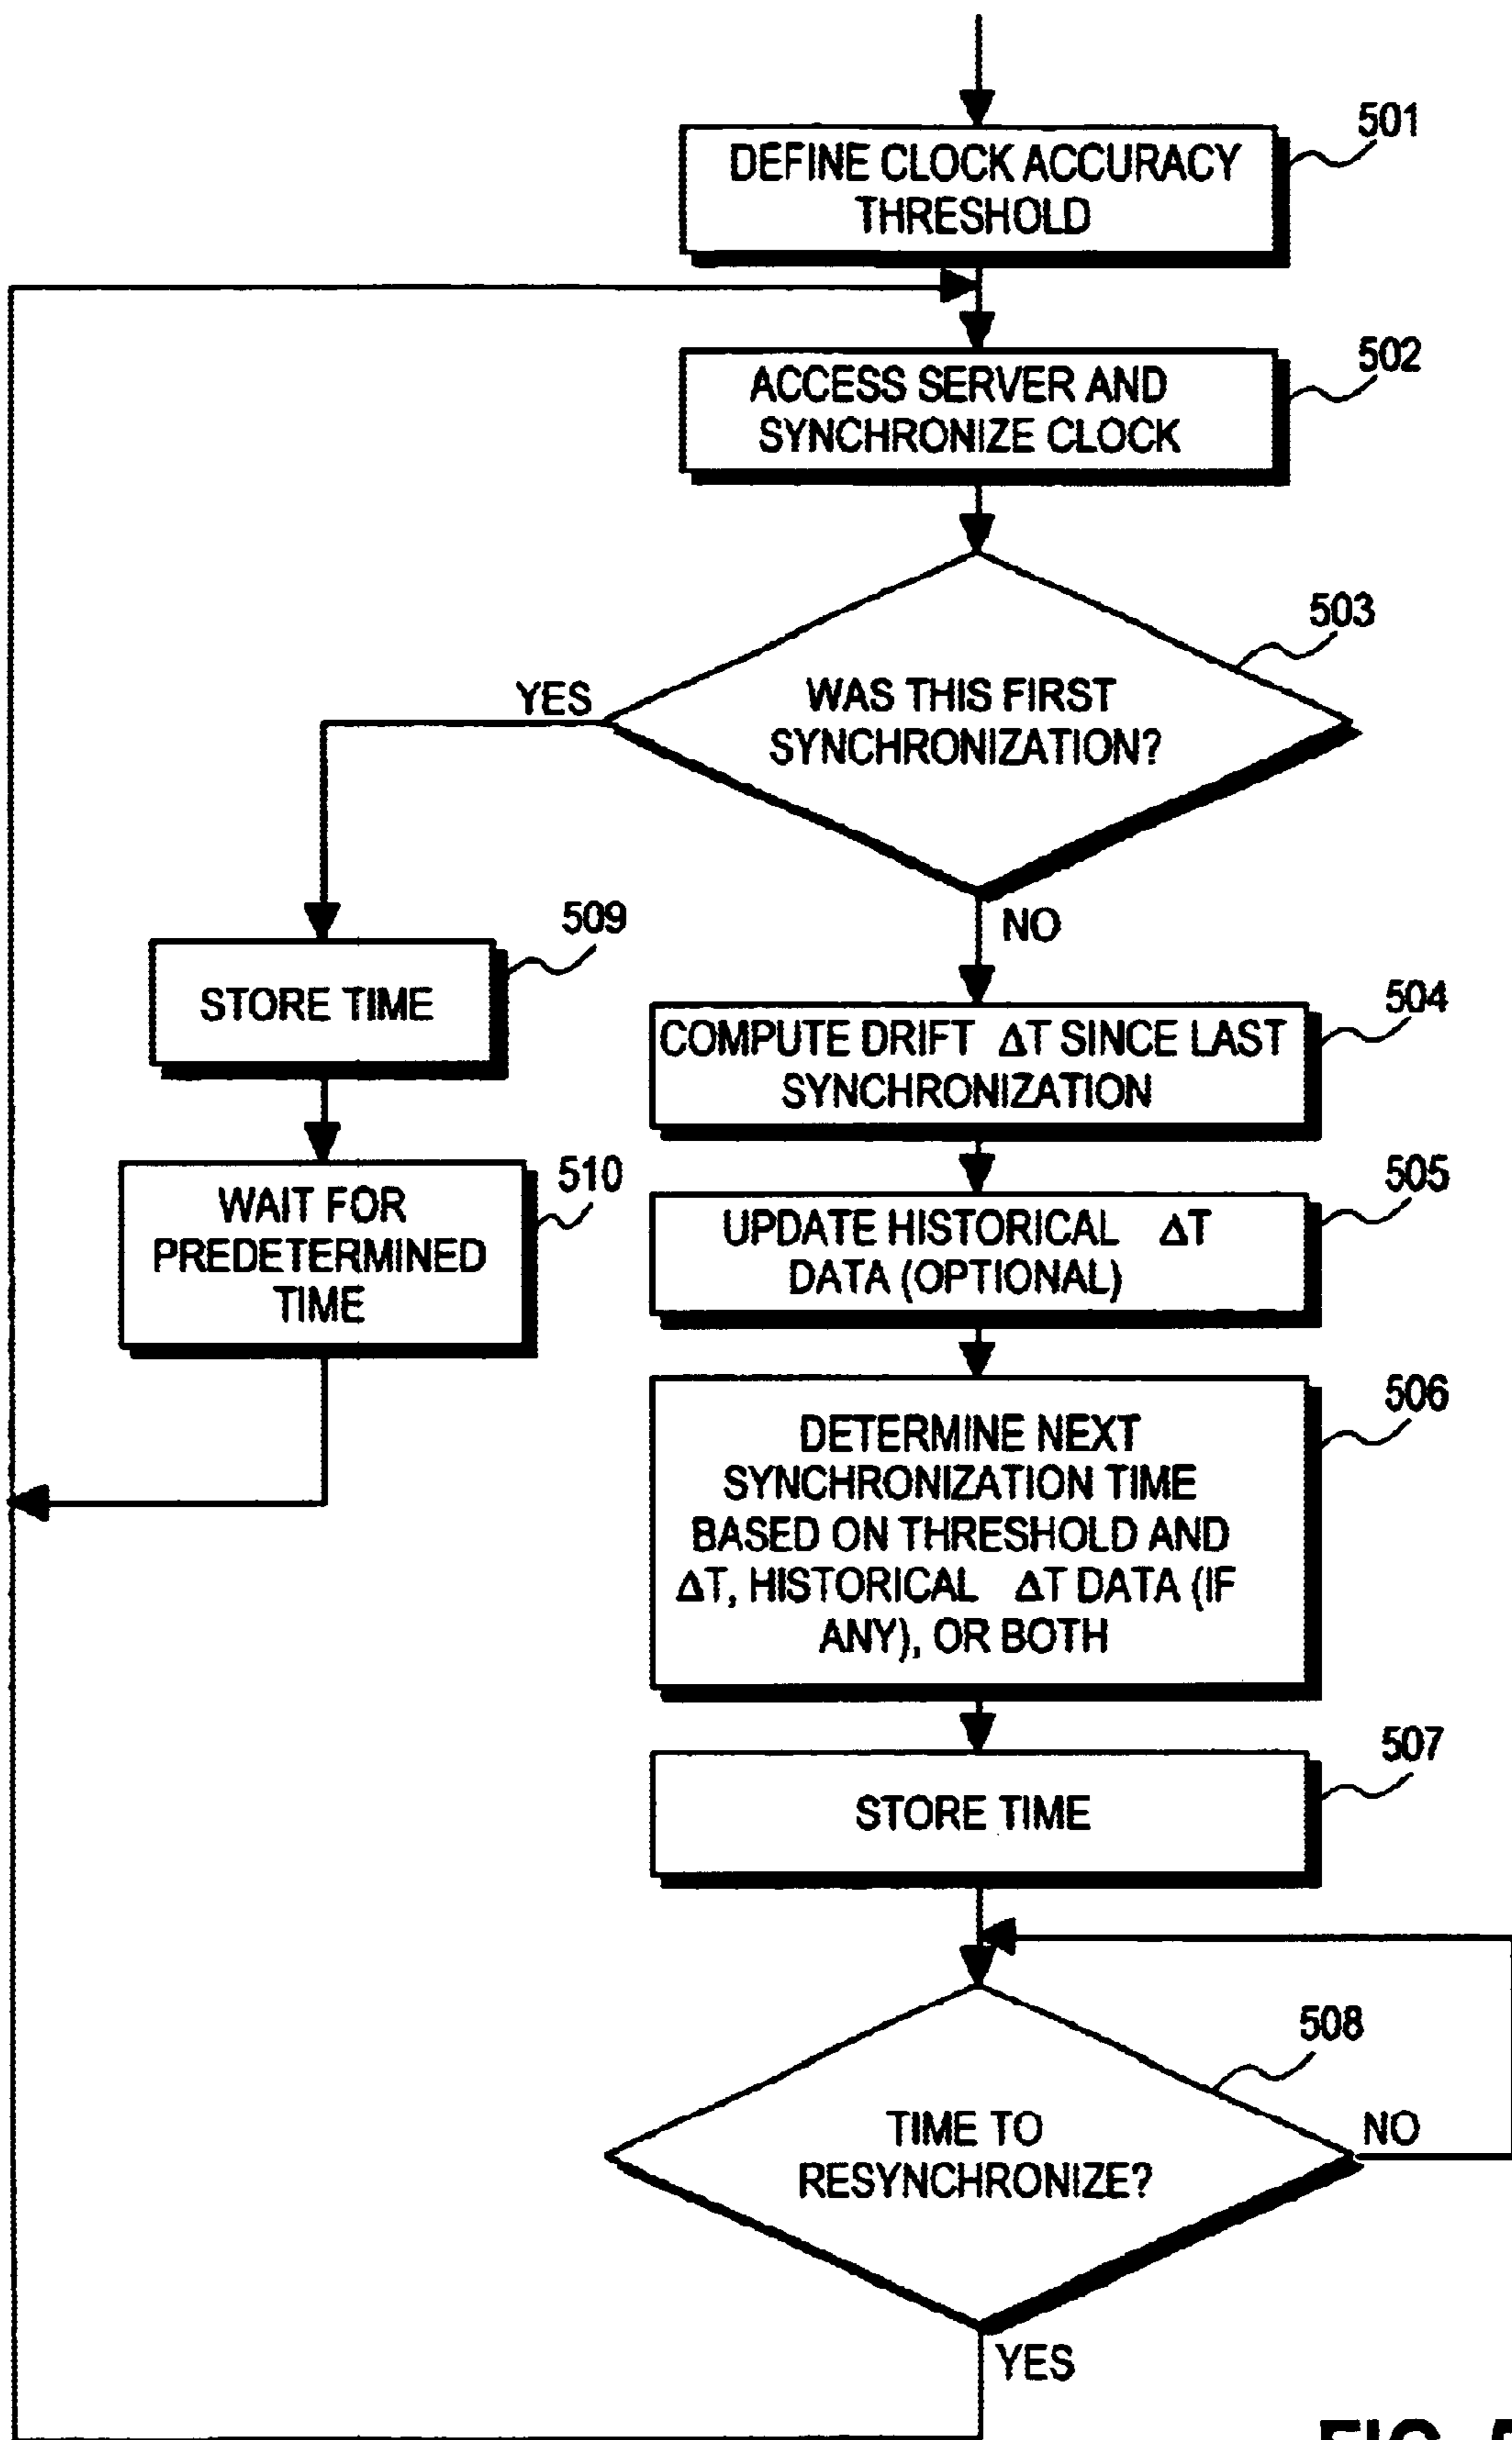 501
DEFINE CLOCK ACCURACY
THRESHOLD
502
ACCESS SERVER AND
SYNCHRONIZE CLOCK
503
WAS THIS FIRST
SYNCHRONIZATION?
YES
NO
509
STORE TIME
510
WAIT FOR
PREDETERMINED
TIME
504
COMPUTE DRIFT ΔT SINCE LAST
SYNCHRONIZATION
505
UPDATE HISTORICAL ΔT
DATA (OPTIONAL)
506
DETERMINE NEXT
SYNCHRONIZATION TIME
BASED ON THRESHOLD AND
ΔT, HISTORICAL ΔT DATA (IF
ANY), OR BOTH
507
STORE TIME
508
TIME TO
RESYNCHRONIZE?
NO
YES